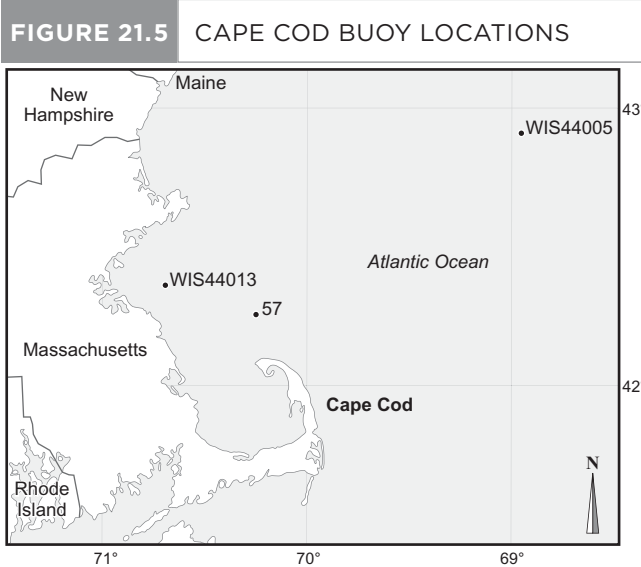 FIGURE 21.5 CAPE COD BUOY LOCATIONS
Maine
New
Hampshire
43
WIS44005
Atlantic Ocean
WIS44013
57
Massachusetts
42
Cape Cod
N
Rhode
Island
71° 70° 69°